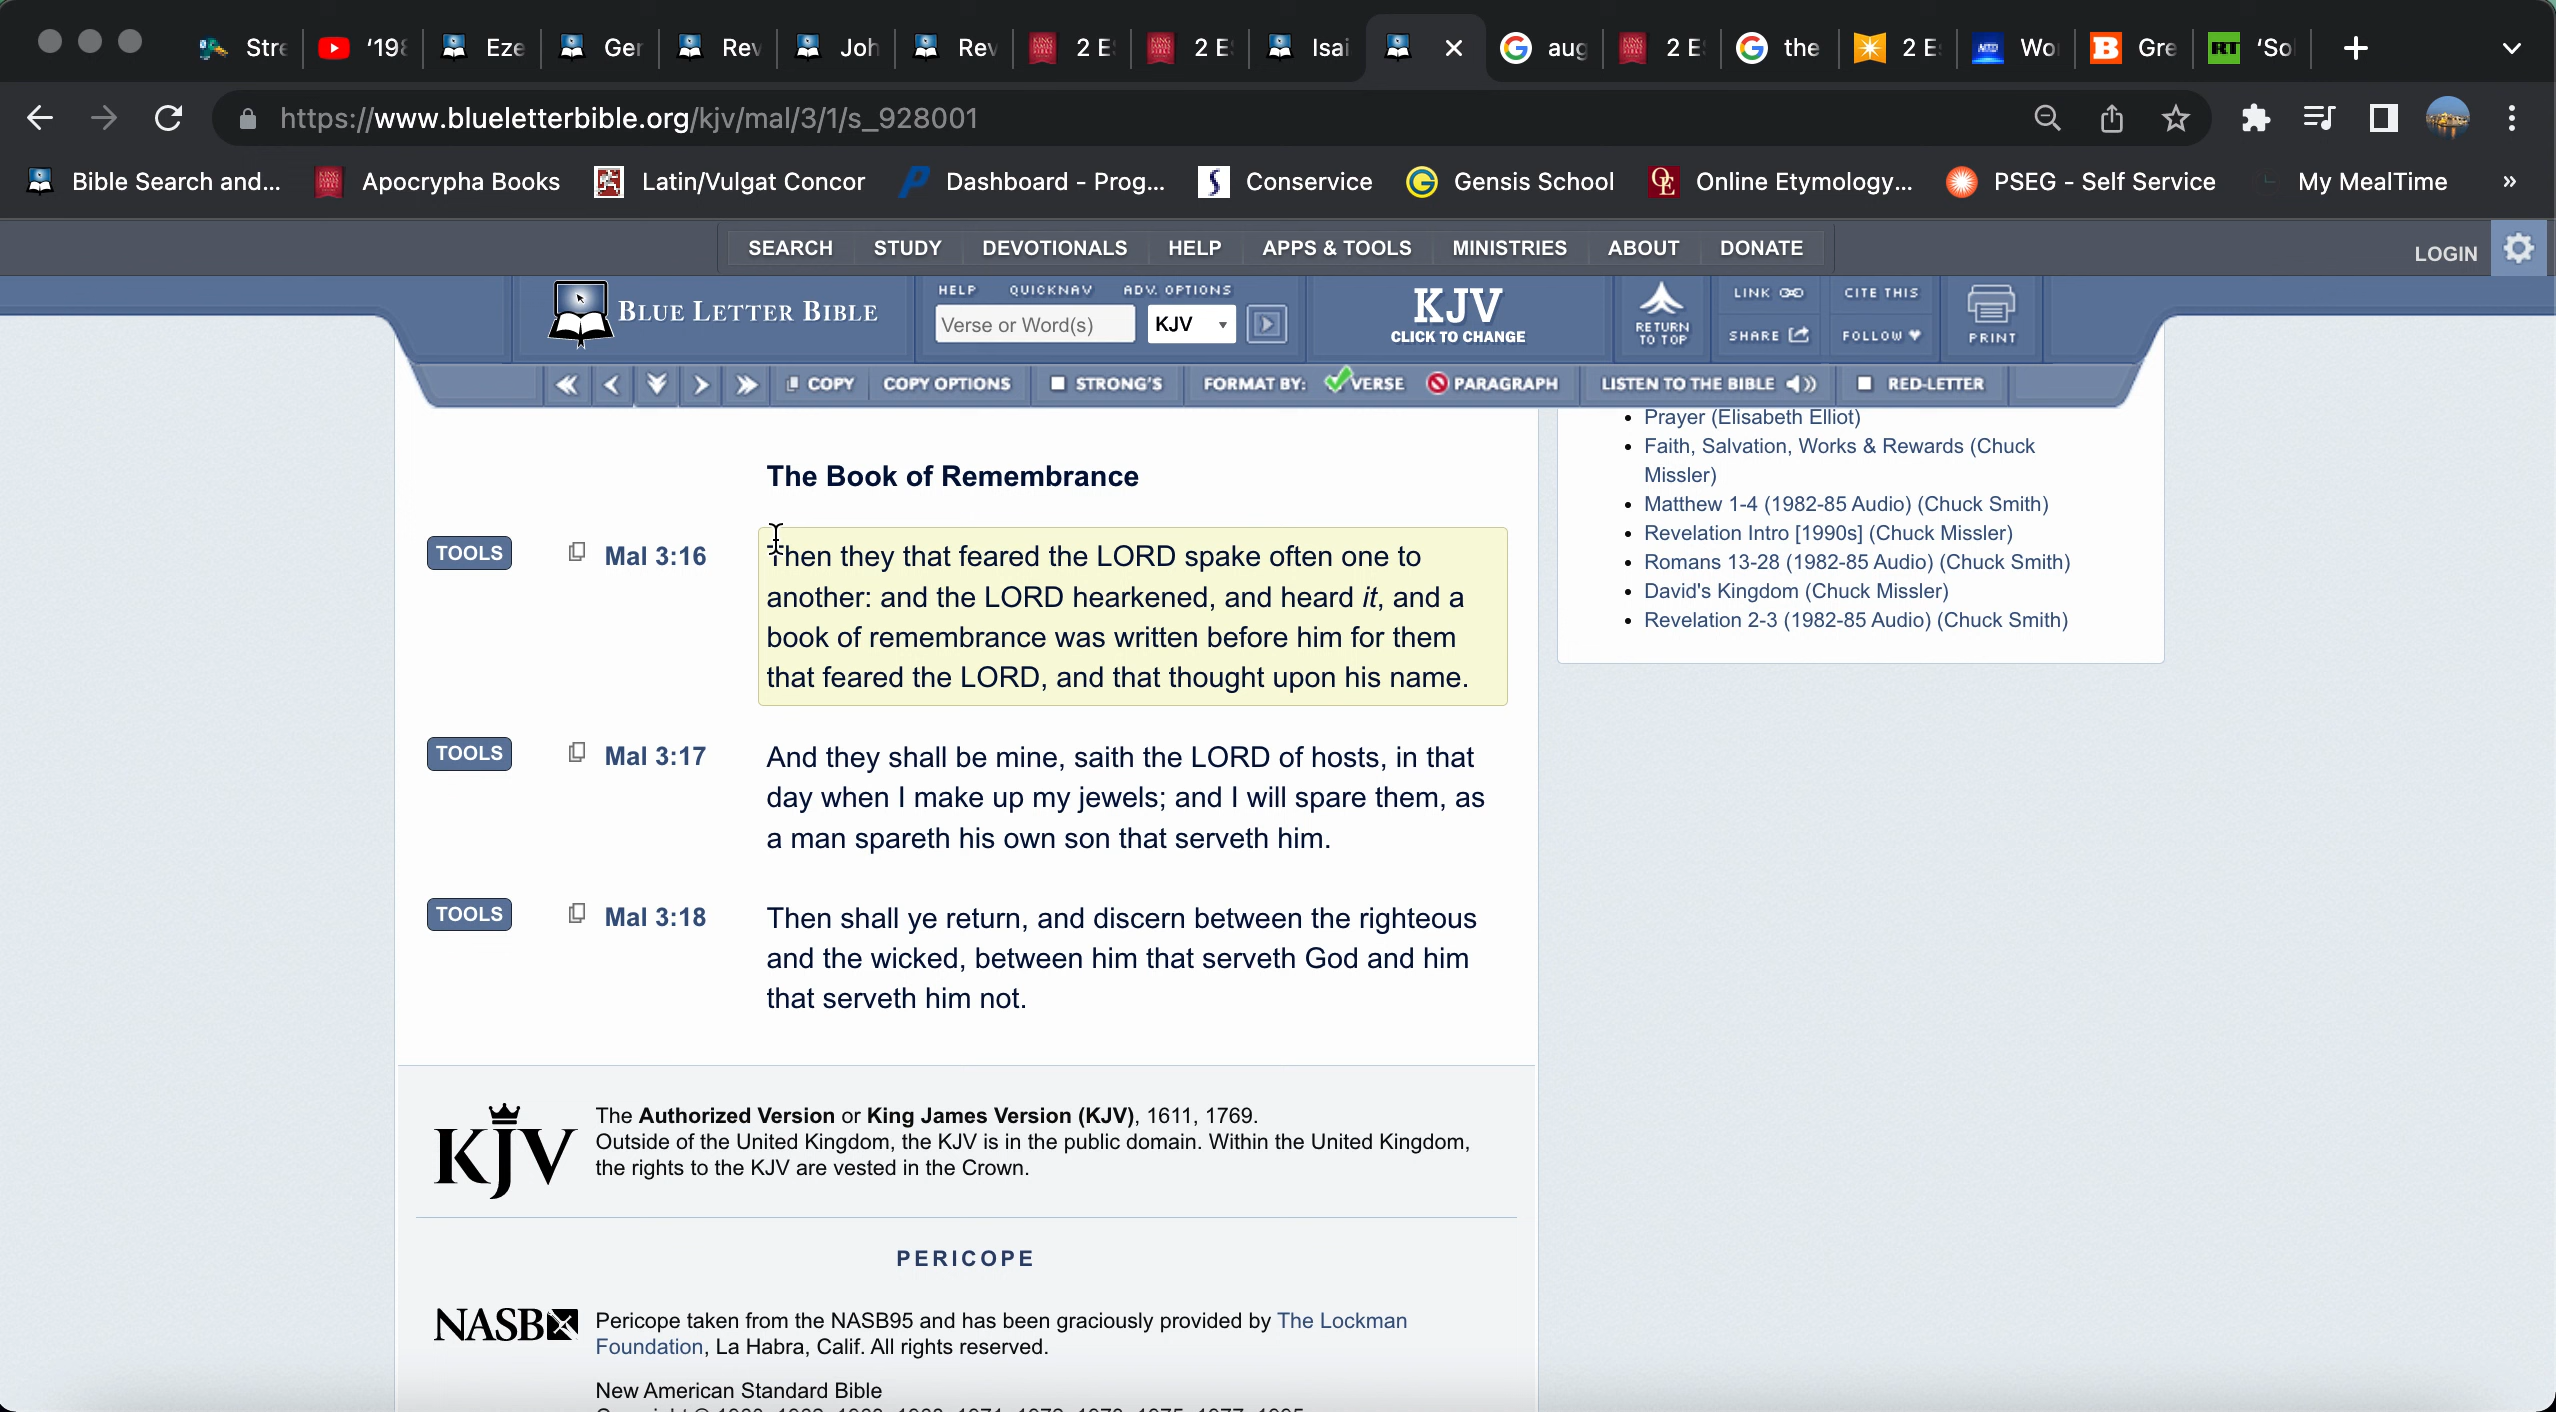 Stre
'198
Eze
Ger
Rev
Joh
Rev
2 E
2 E
Isai
aug
2 E
the
2 E
Wo
Gre
RT
'So
https://www.blueletterbible.org/kjv/mal/3/1/s_928001
Bible Search and...
Apocrypha Books
Latin/Vulgat Concor
Dashboard - Prog...
Conservice
Gensis School
Online Etymology...
PSEG - Self Service
My MealTime
»
SEARCH STUDY DEVOTIONALS HELP APPS & TOOLS MINISTRIES ABOUT DONATE
LOGIN
BLUE LETTER BIBLE
HELP QUICKNAV ADV. OPTIONS
Verse or Word(s)
KJV
KJV
CLICK TO CHANGE
RETURN
TO TOP
LINK
SHARE
CITE THIS
FOLLOW
PRINT
COPY COPY OPTIONS STRONG'S FORMAT BY: VERSE PARAGRAPH LISTEN TO THE BIBLE RED-LETTER
The Book of Remembrance
TOOLS
Mal 3:16
Then they that feared the LORD spake often one to
another: and the LORD hearkened, and heard it, and a
book of remembrance was written before him for them
that feared the LORD, and that thought upon his name.
TOOLS
Mal 3:17
And they shall be mine, saith the LORD of hosts, in that
day when I make up my jewels; and I will spare them, as
a man spareth his own son that serveth him.
TOOLS
Mal 3:18
Then shall ye return, and discern between the righteous
and the wicked, between him that serveth God and him
that serveth him not.
Prayer (Elisabeth Elliot)
Faith, Salvation, Works & Rewards (Chuck
Missler)
Matthew 1-4 (1982-85 Audio) (Chuck Smith)
Revelation Intro [1990s] (Chuck Missler)
Romans 13-28 (1982-85 Audio) (Chuck Smith)
David's Kingdom (Chuck Missler)
Revelation 2-3 (1982-85 Audio) (Chuck Smith)
KJV
The Authorized Version or King James Version (KJV), 1611, 1769.
Outside of the United Kingdom, the KJV is in the public domain. Within the United Kingdom,
the rights to the KJV are vested in the Crown.
PERICOPE
NASB
Pericope taken from the NASB95 and has been graciously provided by The Lockman
Foundation, La Habra, Calif. All rights reserved.
New American Standard Bible